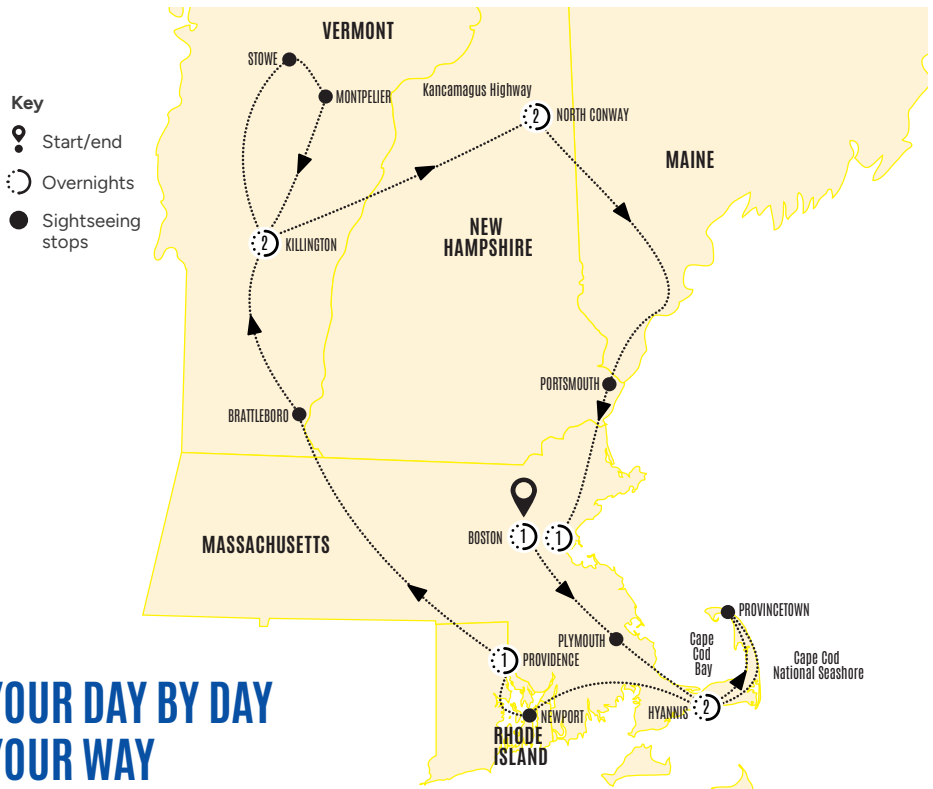 VERMONT
STOWE
MONTPELIER
Key
Start/end
Overnights
Sightseeing
stops
Kancamagus Highway
2
NORTH CONWAY
MAINE
NEW
HAMPSHIRE
2
KILLINGTON
PORTSMOUTH
BRATTLEBORO
MASSACHUSETTS
BOSTON
1
1
PROVINCETOWN
PLYMOUTH
Cape
Cod
Bay
Cape Cod
National Seashore
1
PROVIDENCE
HYANNIS
2
NEWPORT
RHODE
ISLAND
YOUR DAY BY DAY
YOUR WAY